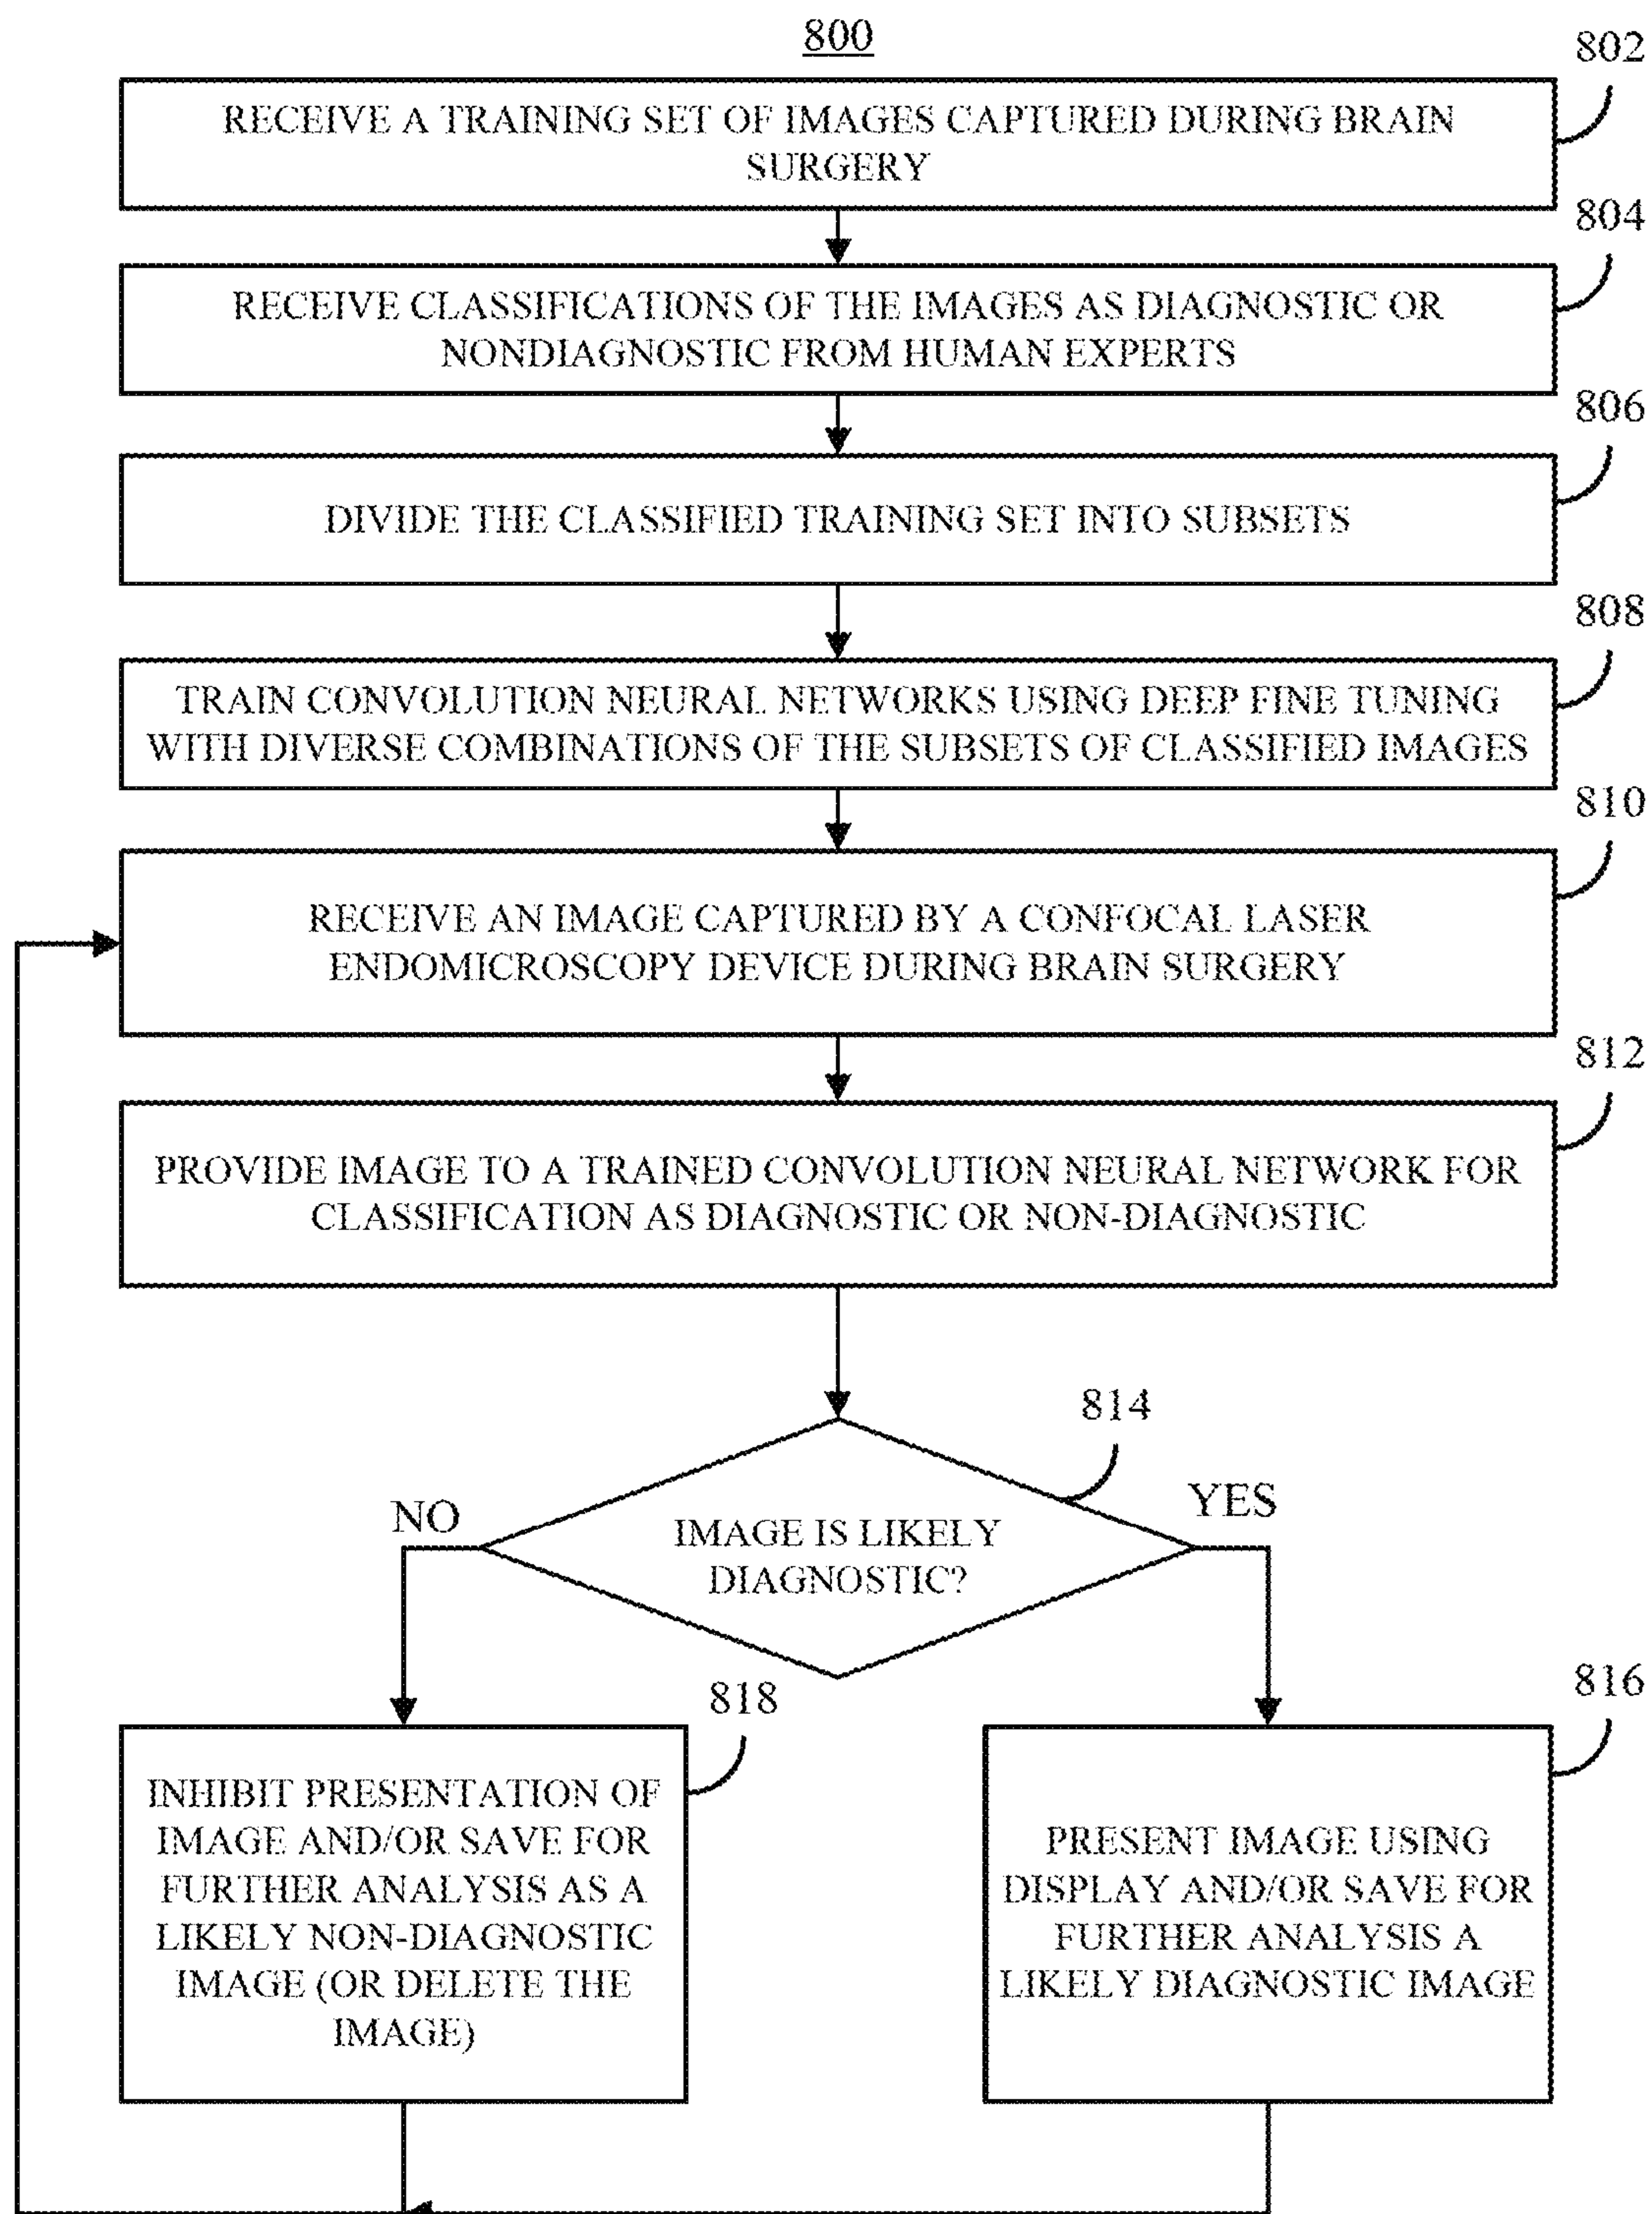 800
802
RECEIVE A TRAINING SET OF IMAGES CAPTURED DURING BRAIN
SURGERY
804
RECEIVE CLASSIFICATIONS OF THE IMAGES AS DIAGNOSTIC OR
NONDIAGNOSTIC FROM HUMAN EXPERTS
806
DIVIDE THE CLASSIFIED TRAINING SET INTO SUBSETS
808
TRAIN CONVOLUTION NEURAL NETWORKS USING DEEP FINE TUNING
WITH DIVERSE COMBINATIONS OF THE SUBSETS OF CLASSIFIED IMAGES
810
RECEIVE AN IMAGE CAPTURED BY A CONFOCAL LASER
ENDOMICROSCOPY DEVICE DURING BRAIN SURGERY
812
PROVIDE IMAGE TO A TRAINED CONVOLUTION NEURAL NETWORK FOR
CLASSIFICATION AS DIAGNOSTIC OR NON-DIAGNOSTIC
814
NO
YES
IMAGE IS LIKELY
DIAGNOSTIC?
818
INHIBIT PRESENTATION OF
IMAGE AND/OR SAVE FOR
FURTHER ANALYSIS AS A
LIKELY NON-DIAGNOSTIC
IMAGE (OR DELETE THE
IMAGE)
816
PRESENT IMAGE USING
DISPLAY AND/OR SAVE FOR
FURTHER ANALYSIS A
LIKELY DIAGNOSTIC IMAGE